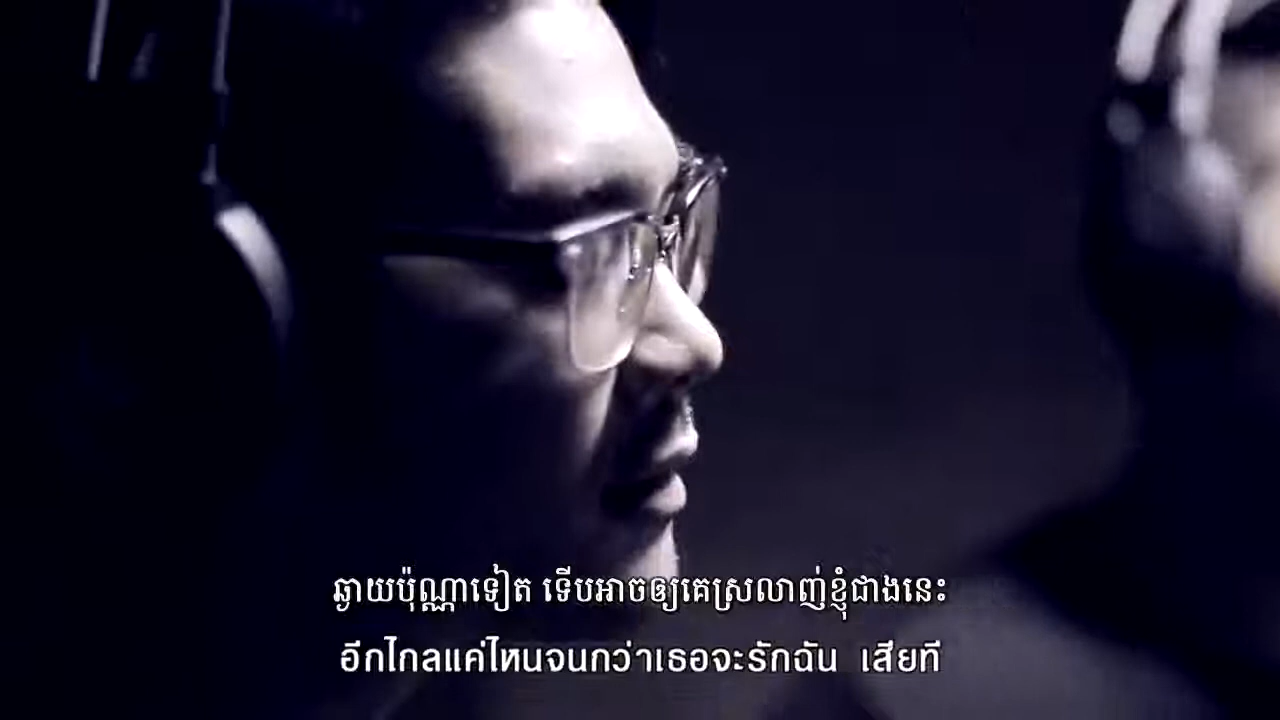 ឆ្ងាយប៉ុណ្ណាទៀត ទើបអាចឲ្យគេស្រលាញ់ខ្ញុំជាងនេះ
อีกไกลแค่ไหนจนกว่าเธอจะรักฉัน เสียที